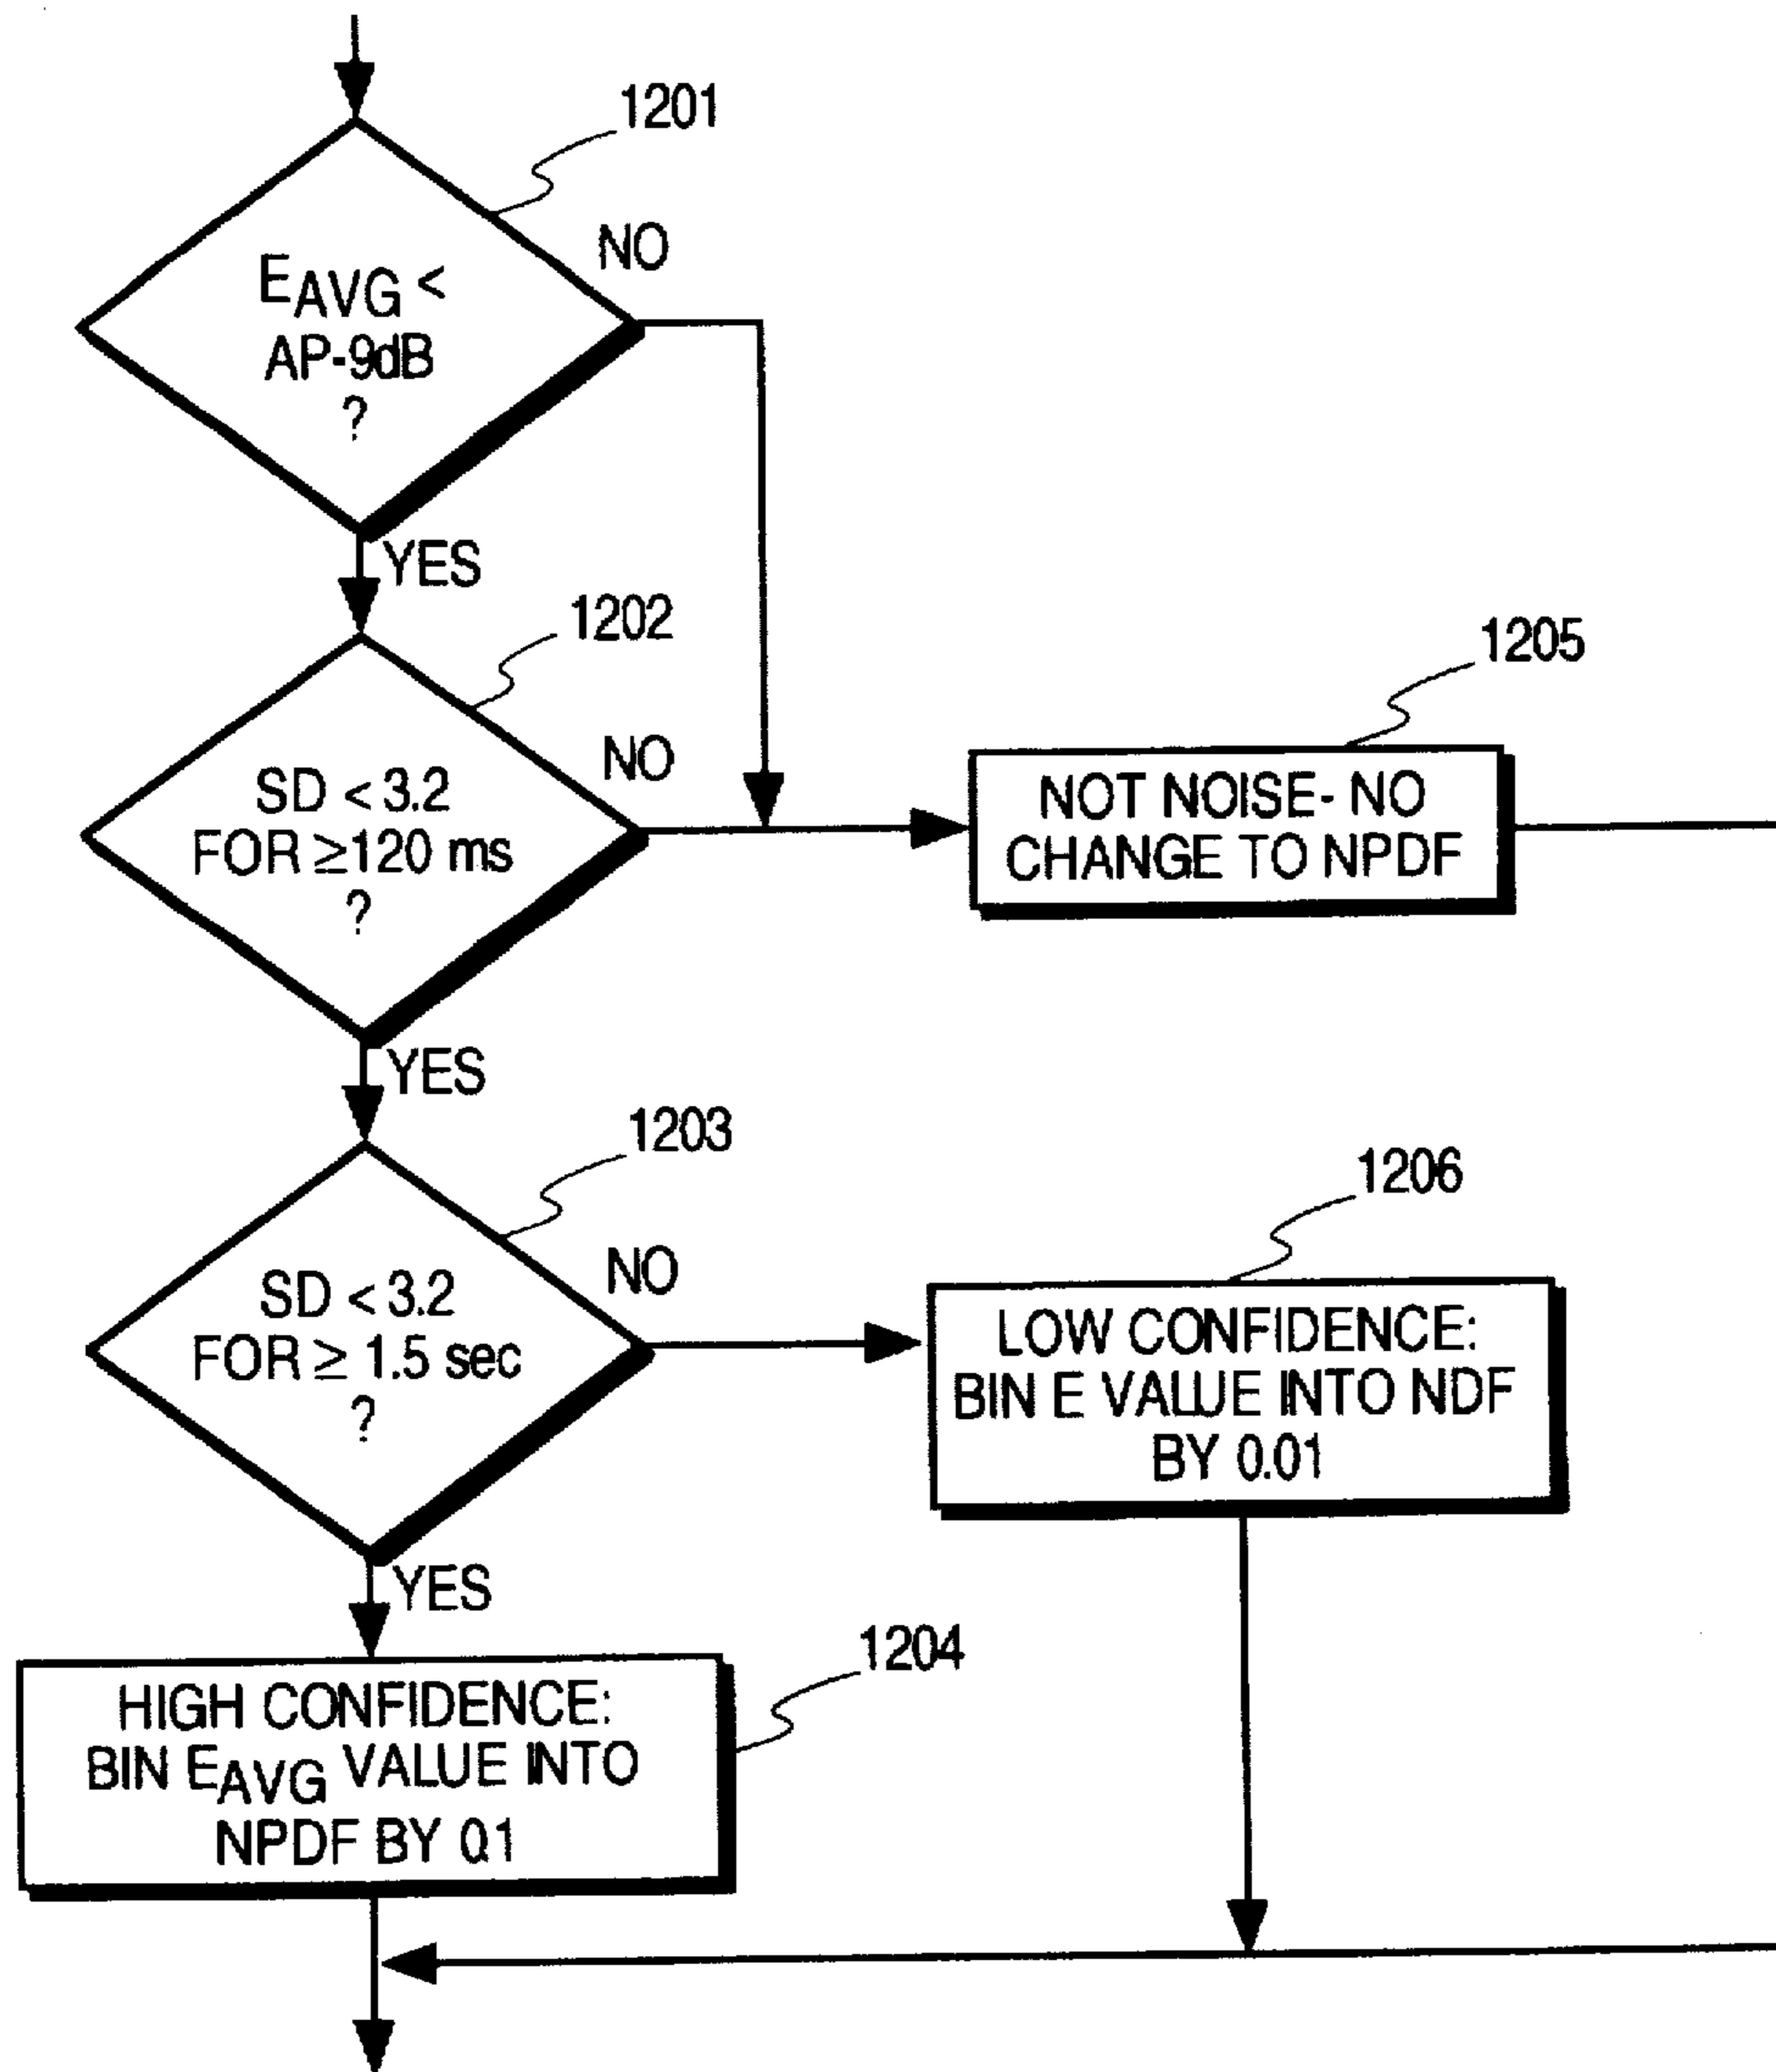 1201
NO
EAVG <
AP-9dB
?
YES
1202
NO
SD < 3.2
FOR ≥120 ms
?
1205
NOT NOISE- NO
CHANGE TO NPDF
YES
1203
NO
SD < 3.2
FOR ≥ 1.5 sec
?
1206
LOW CONFIDENCE:
BIN E VALUE INTO NDF
BY 0.01
YES
1204
HIGH CONFIDENCE:
BIN EAVG VALUE INTO
NPDF BY 0.1